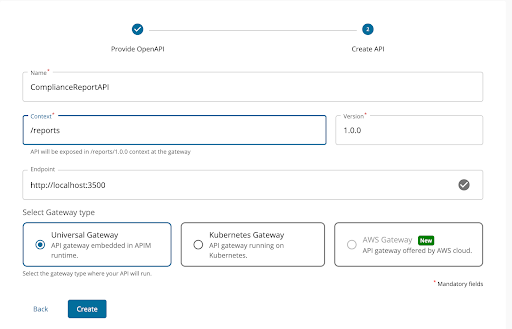 2
Provide OpenAPI
Create API
Name*
ComplianceReportAPI
Context*
/reports
Version*
1.0.0
API will be exposed in /reports/1.0.0 context at the gateway
Endpoint
http://localhost:3500
Select Gateway type
Universal Gateway
API gateway embedded in APIM
runtime.
Kubernetes Gateway
API gateway running on
Kubernetes.
AWS Gateway New
API gateway offered by AWS cloud.
Select the gateway type where your API will run.
* Mandatory fields
Back
Create